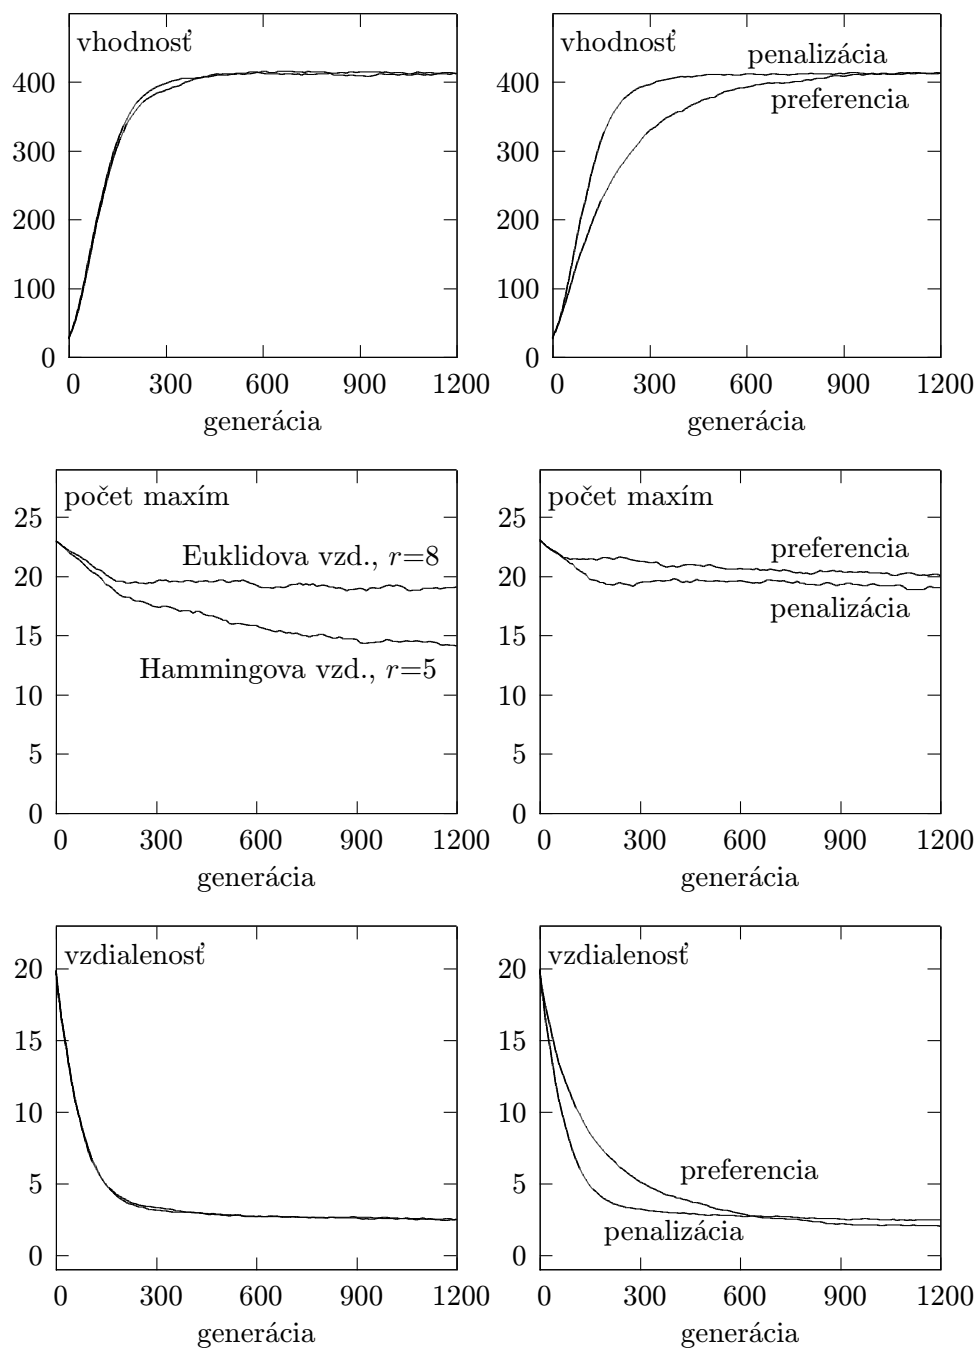 vhodnosť
400
300
200
100
0
0 300 600 900 1200
generácia
vhodnosť
penalizácia
preferencia
400
300
200
100
0
0 300 600 900 1200
generácia
počet maxím
25
20
15
10
5
0
Euklidova vzd., r=8
Hammingova vzd., r=5
0 300 600 900 1200
generácia
počet maxím
25
20
15
10
5
0
preferencia
penalizácia
0 300 600 900 1200
generácia
vzdialenosť
20
15
10
5
0
0 300 600 900 1200
generácia
vzdialenosť
20
15
10
5
0
preferencia
penalizácia
0 300 600 900 1200
generácia